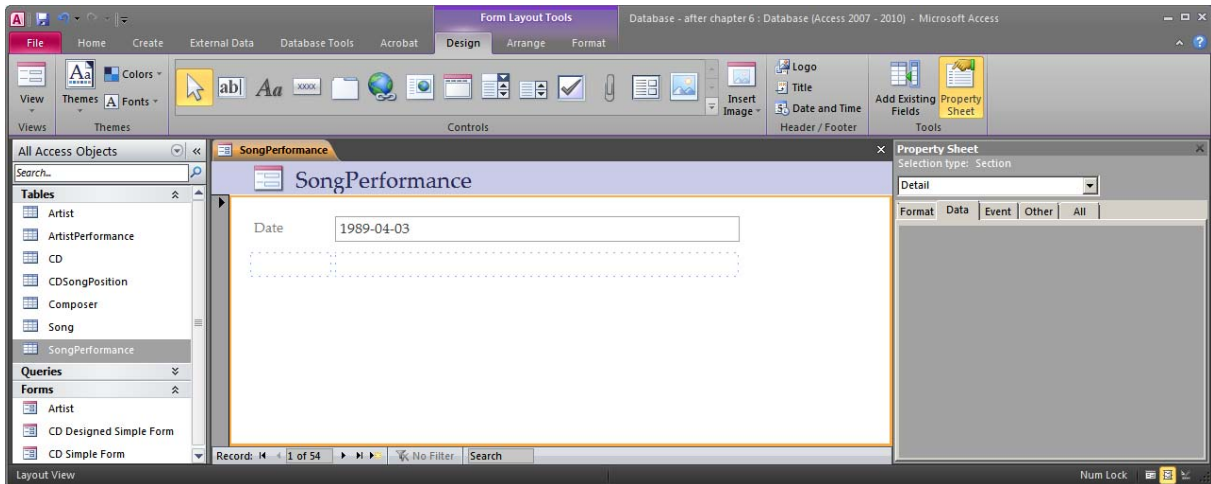 A
Form Layout Tools
Database - after chapter 6 : Database (Access 2007 - 2010) - Microsoft Access
File Home Create External Data Database Tools Acrobat Design Arrange Format
View
Views
Aa
Themes
Colors
A Fonts
Themes
ab|
Aa
xxxx
Controls
Insert
Image
Logo
Title
Date and Time
Header / Footer
Add Existing
Fields
Property
Sheet
Tools
All Access Objects
Search...
Tables
Artist
ArtistPerformance
CD
CDSongPosition
Composer
Song
SongPerformance
Queries
Forms
Artist
CD Designed Simple Form
CD Simple Form
SongPerformance
SongPerformance
Date 1989-04-03
Record: 1 of 54 No Filter Search
Property Sheet
Selection type: Section
Detail
Format Data Event Other All
Layout View
Num Lock